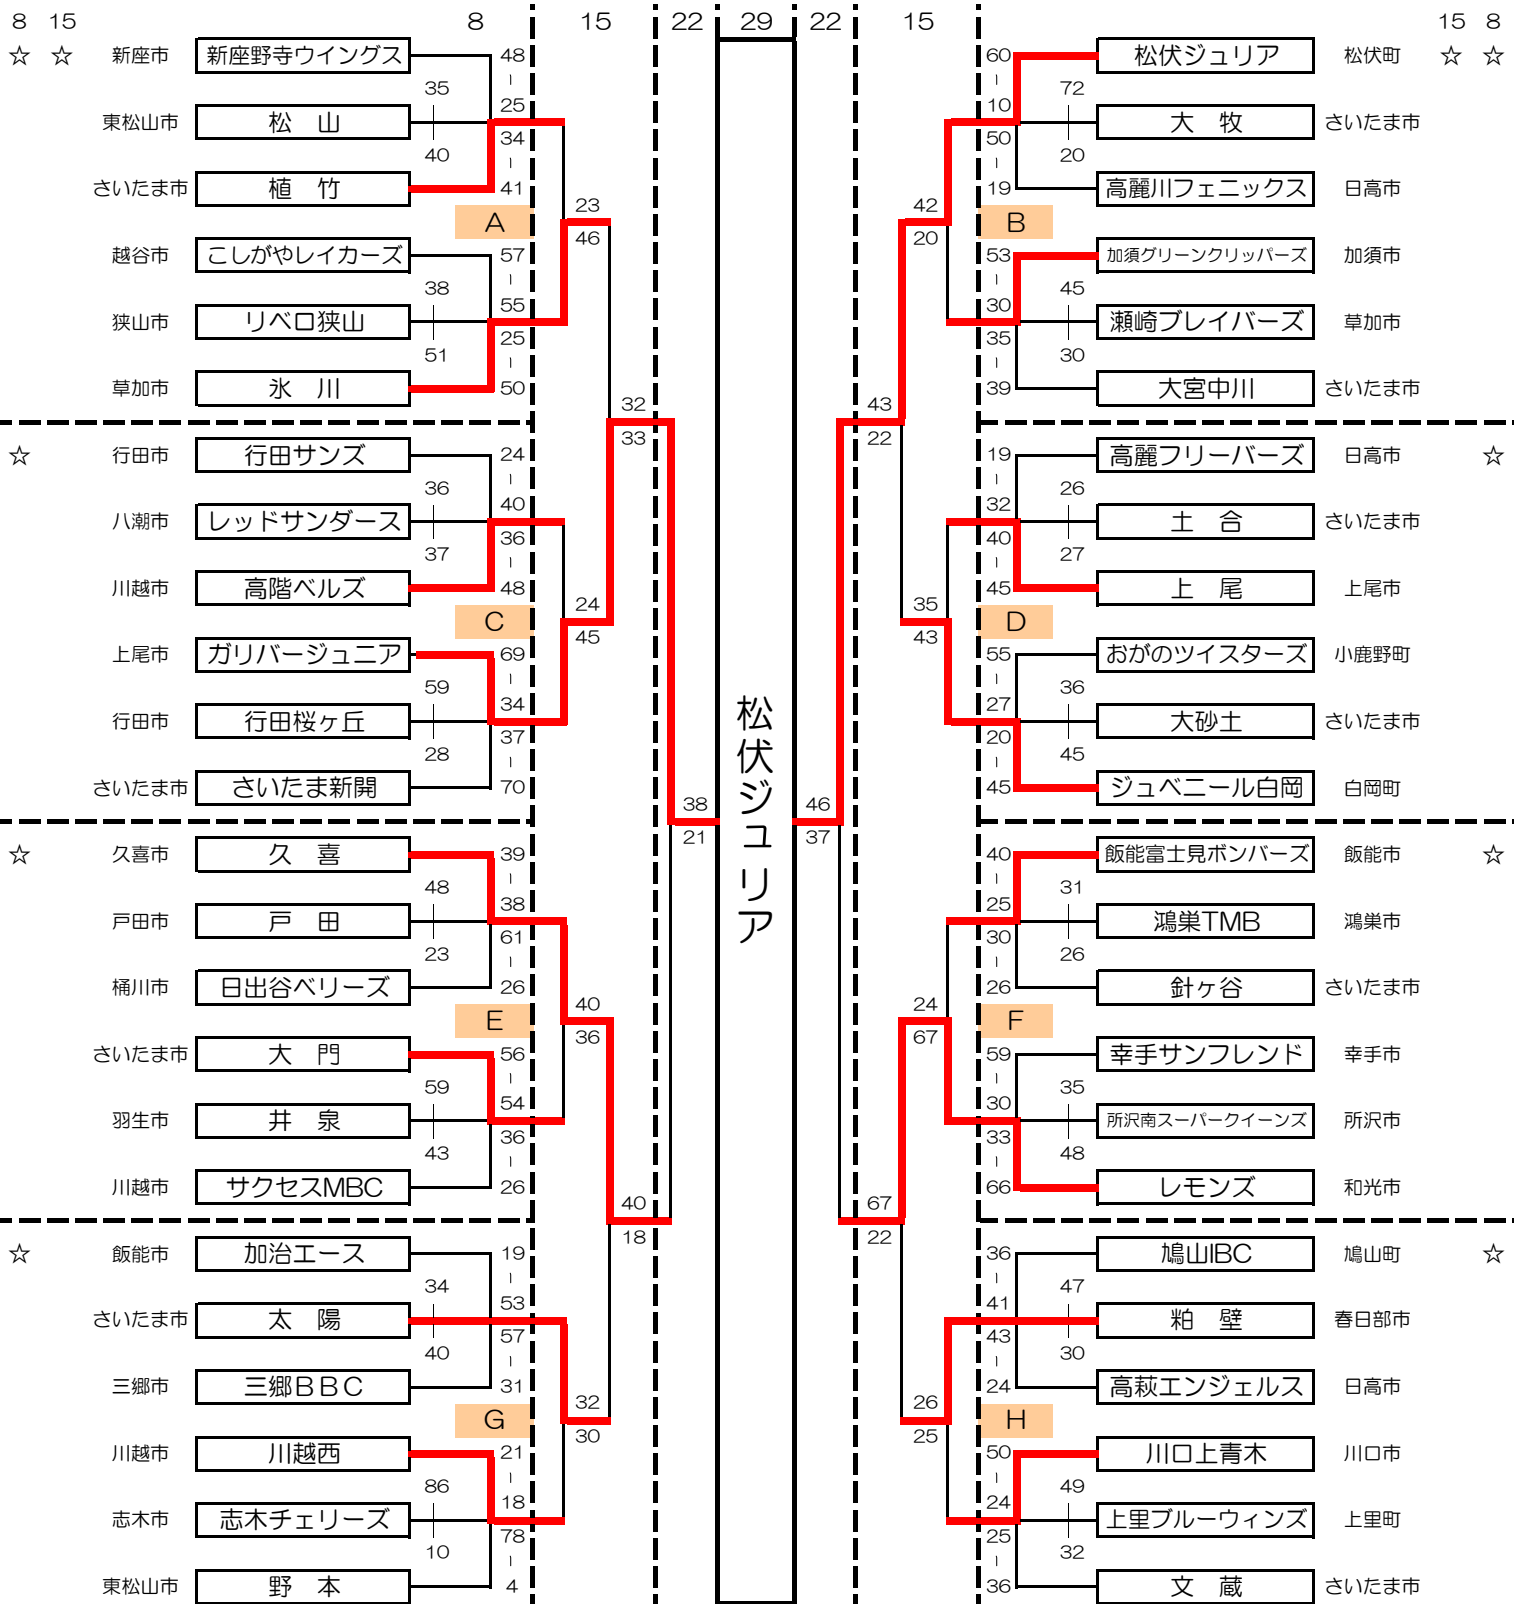 8 15 8 15 22 29 22 15 15 8
☆ ☆ 新座市 新座野寺ウイングス 48 60 松伏ジュリア 松伏町 ☆ ☆
35 72
25 10
東松山市 松 山 大 牧 さいたま市
34 50
40 20
さいたま市 植 竹 41 19 高麗川フェニックス 日高市
23 42
A B
46 20
越谷市 こしがやレイカーズ 57 53 加須グリーンクリッパーズ 加須市
38 45
55 30
狭山市 リベロ狭山 瀬崎ブレイバーズ 草加市
25 35
51 30
草加市 氷 川 50 39 大宮中川 さいたま市
32 43
33 22
☆ 行田市 行田サンズ 24 19 高麗フリーバーズ 日高市 ☆
36 26
40 32
八潮市 レッドサンダース 土 合 さいたま市
36 40
37 27
川越市 高階ベルズ 48 45 上 尾 上尾市
24 35
C D
45 43
上尾市 ガリバージュニア 69 55 おがのツイスターズ 小鹿野町
59 36
34 27
行田市 行田桜ヶ丘 大砂土 さいたま市
37 20
28 45
さいたま市 さいたま新開 70 45 ジュベニール白岡 白岡町
松伏ジュリア
38 46
21 37
☆ 久喜市 久 喜 39 40 飯能富士見ボンバーズ 飯能市 ☆
48 31
38 25
戸田市 戸 田 鴻巣TMB 鴻巣市
61 30
23 26
桶川市 日出谷ベリーズ 26 26 針ヶ谷 さいたま市
40 24
E F
36 67
さいたま市 大 門 56 59 幸手サンフレンド 幸手市
59 35
54 30
羽生市 井 泉 所沢南スーパークイーンズ 所沢市
36 33
43 48
川越市 サクセスMBC 26 66 レモンズ 和光市
40 67
18 22
☆ 飯能市 加治エース 19 36 鳩山IBC 鳩山町 ☆
34 47
53 41
さいたま市 太 陽 粕 壁 春日部市
57 43
40 30
三郷市 三郷ＢＢＣ 31 24 高萩エンジェルス 日高市
32 26
G H
30 25
川越市 川越西 21 50 川口上青木 川口市
86 49
18 24
志木市 志木チェリーズ 上里ブルーウィンズ 上里町
78 25
10 32
東松山市 野 本 4 36 文 蔵 さいたま市